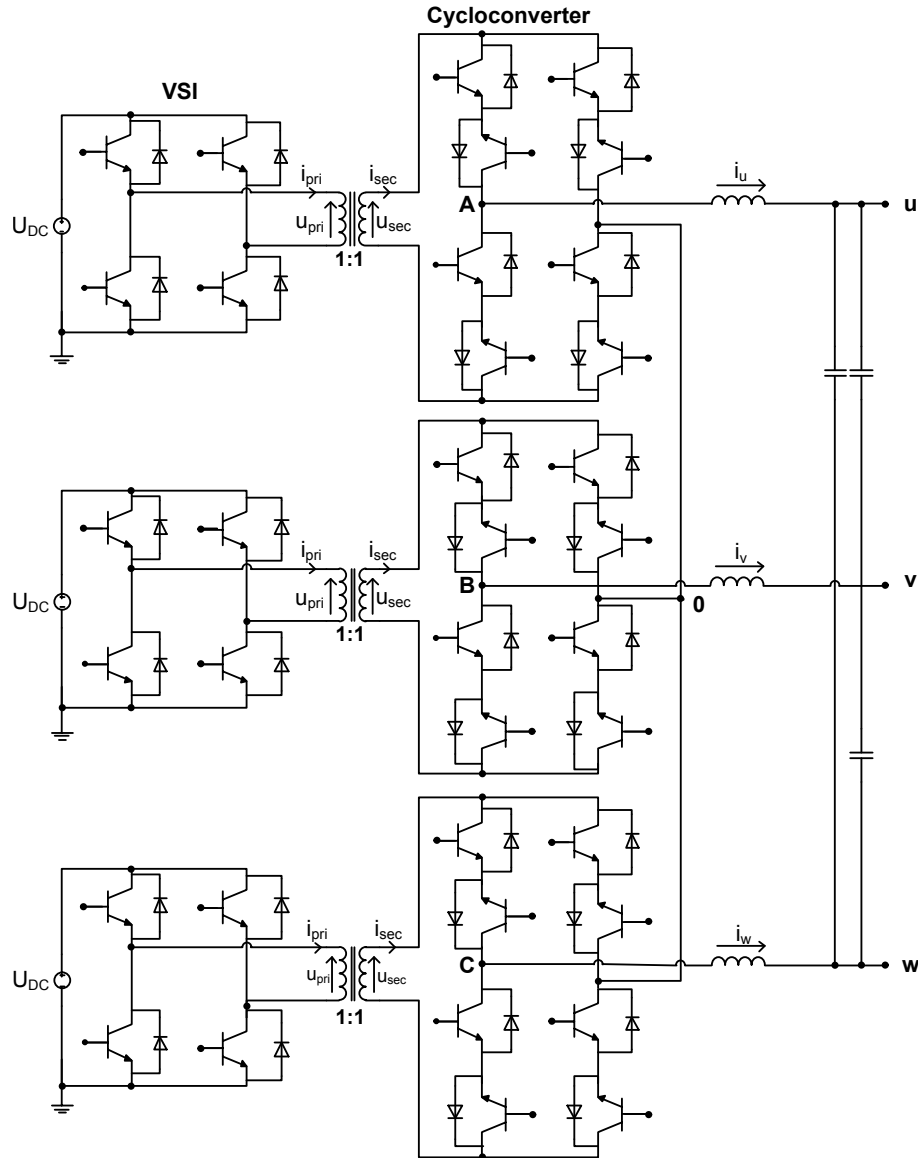 Cycloconverter
VSI
U_DC
i_pri
i_sec
u_pri
u_sec
1:1
A
i_u
u
U_DC
i_pri
i_sec
u_pri
u_sec
1:1
B
i_v
v
0
U_DC
i_pri
i_sec
u_pri
u_sec
1:1
C
i_w
w